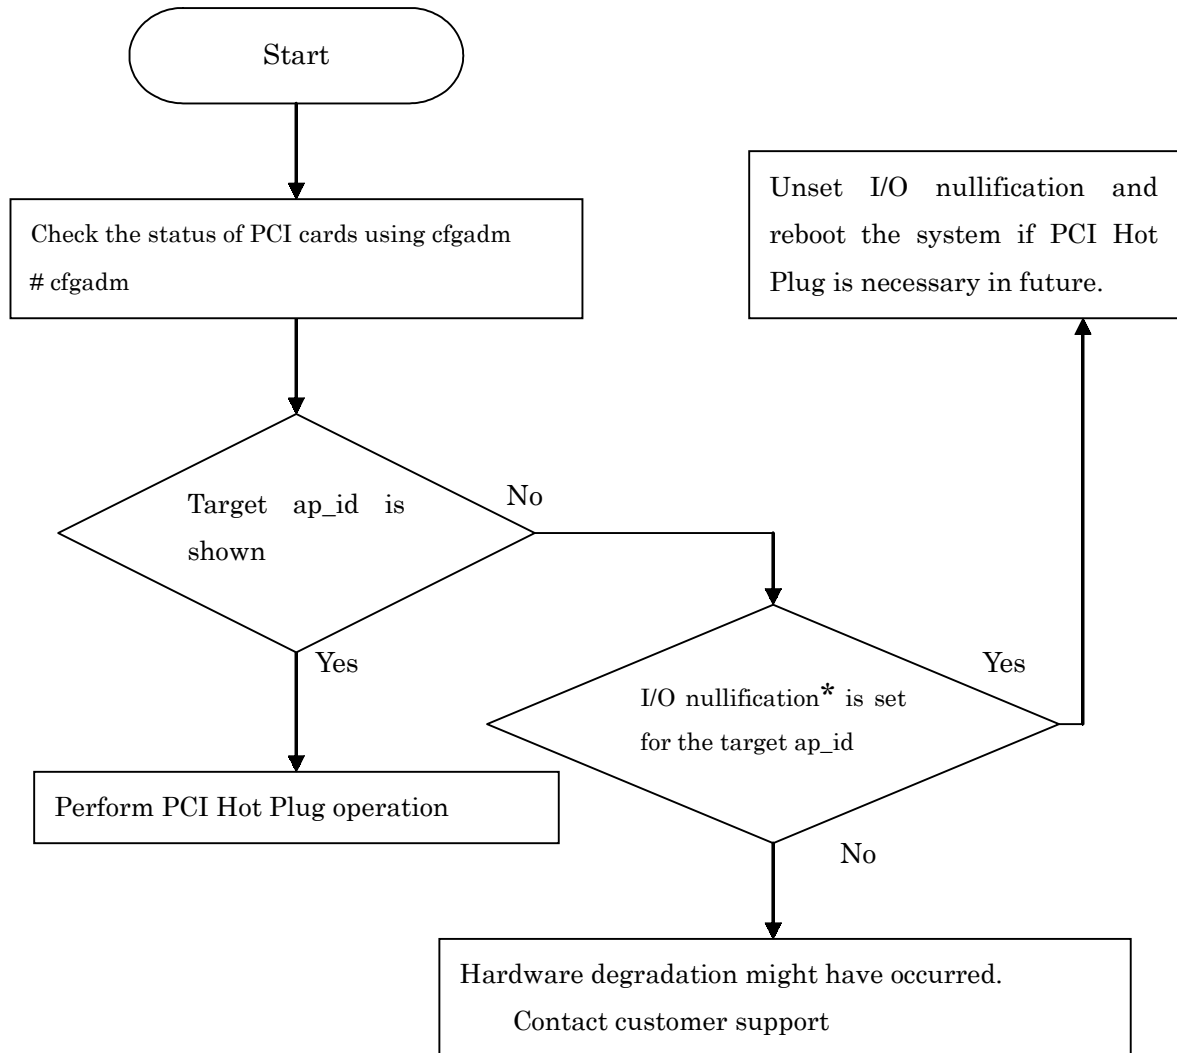 Start
Check the status of PCI cards using cfgadm
# cfgadm
Target ap_id is
shown
No
Yes
Perform PCI Hot Plug operation
I/O nullification* is set
for the target ap_id
Yes
No
Unset I/O nullification and
reboot the system if PCI Hot
Plug is necessary in future.
Hardware degradation might have occurred.
Contact customer support